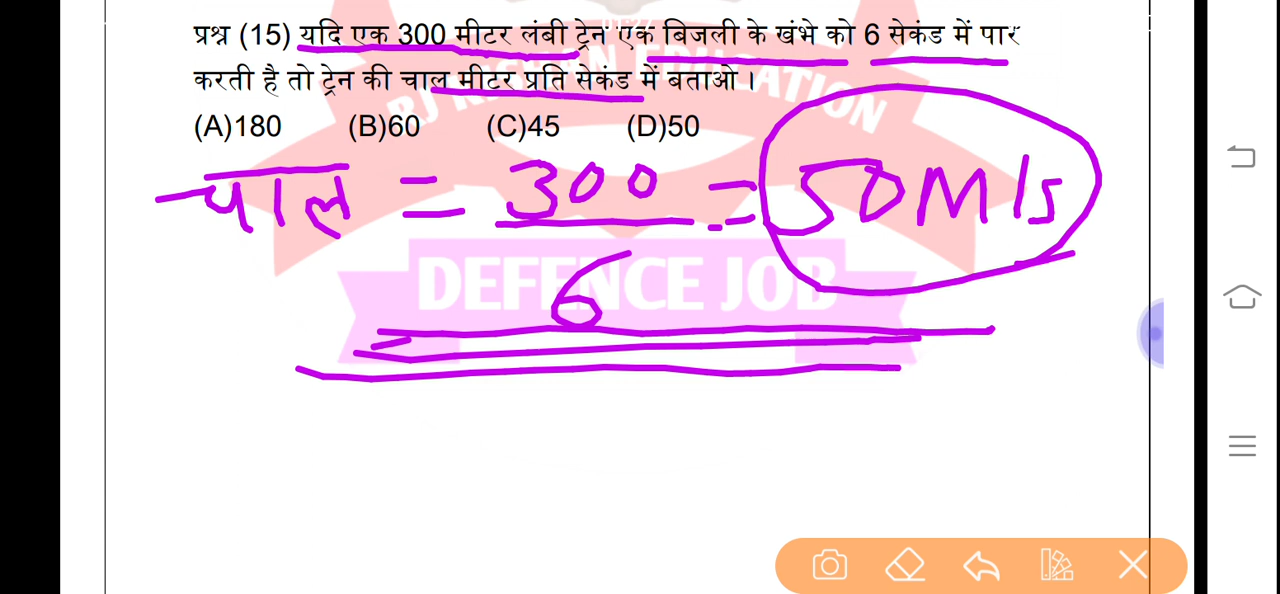 प्रश्न (15) यदि एक 300 मीटर लंबी ट्रेन एक बिजली के खंभे को 6 सेकंड में पार
करती है तो ट्रेन की चाल मीटर प्रति सेकंड में बताओ ।
(A)180 (B)60 (C)45 (D)50
चाल = 300 = 50 M/s
6
DEFENCE JOB